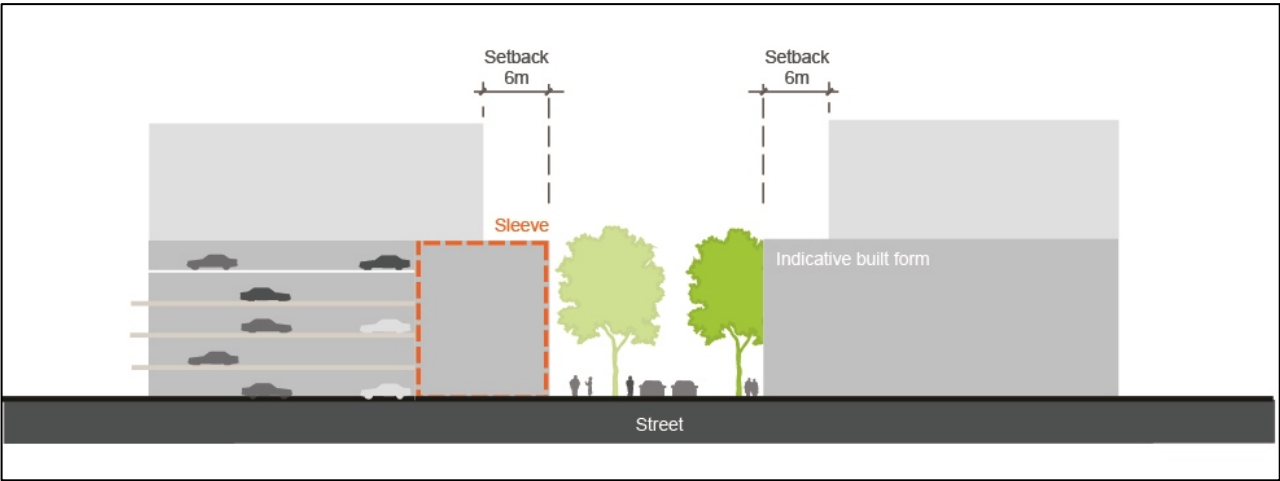 Setback
6m
Setback
6m
Sleeve
Indicative built form
Street